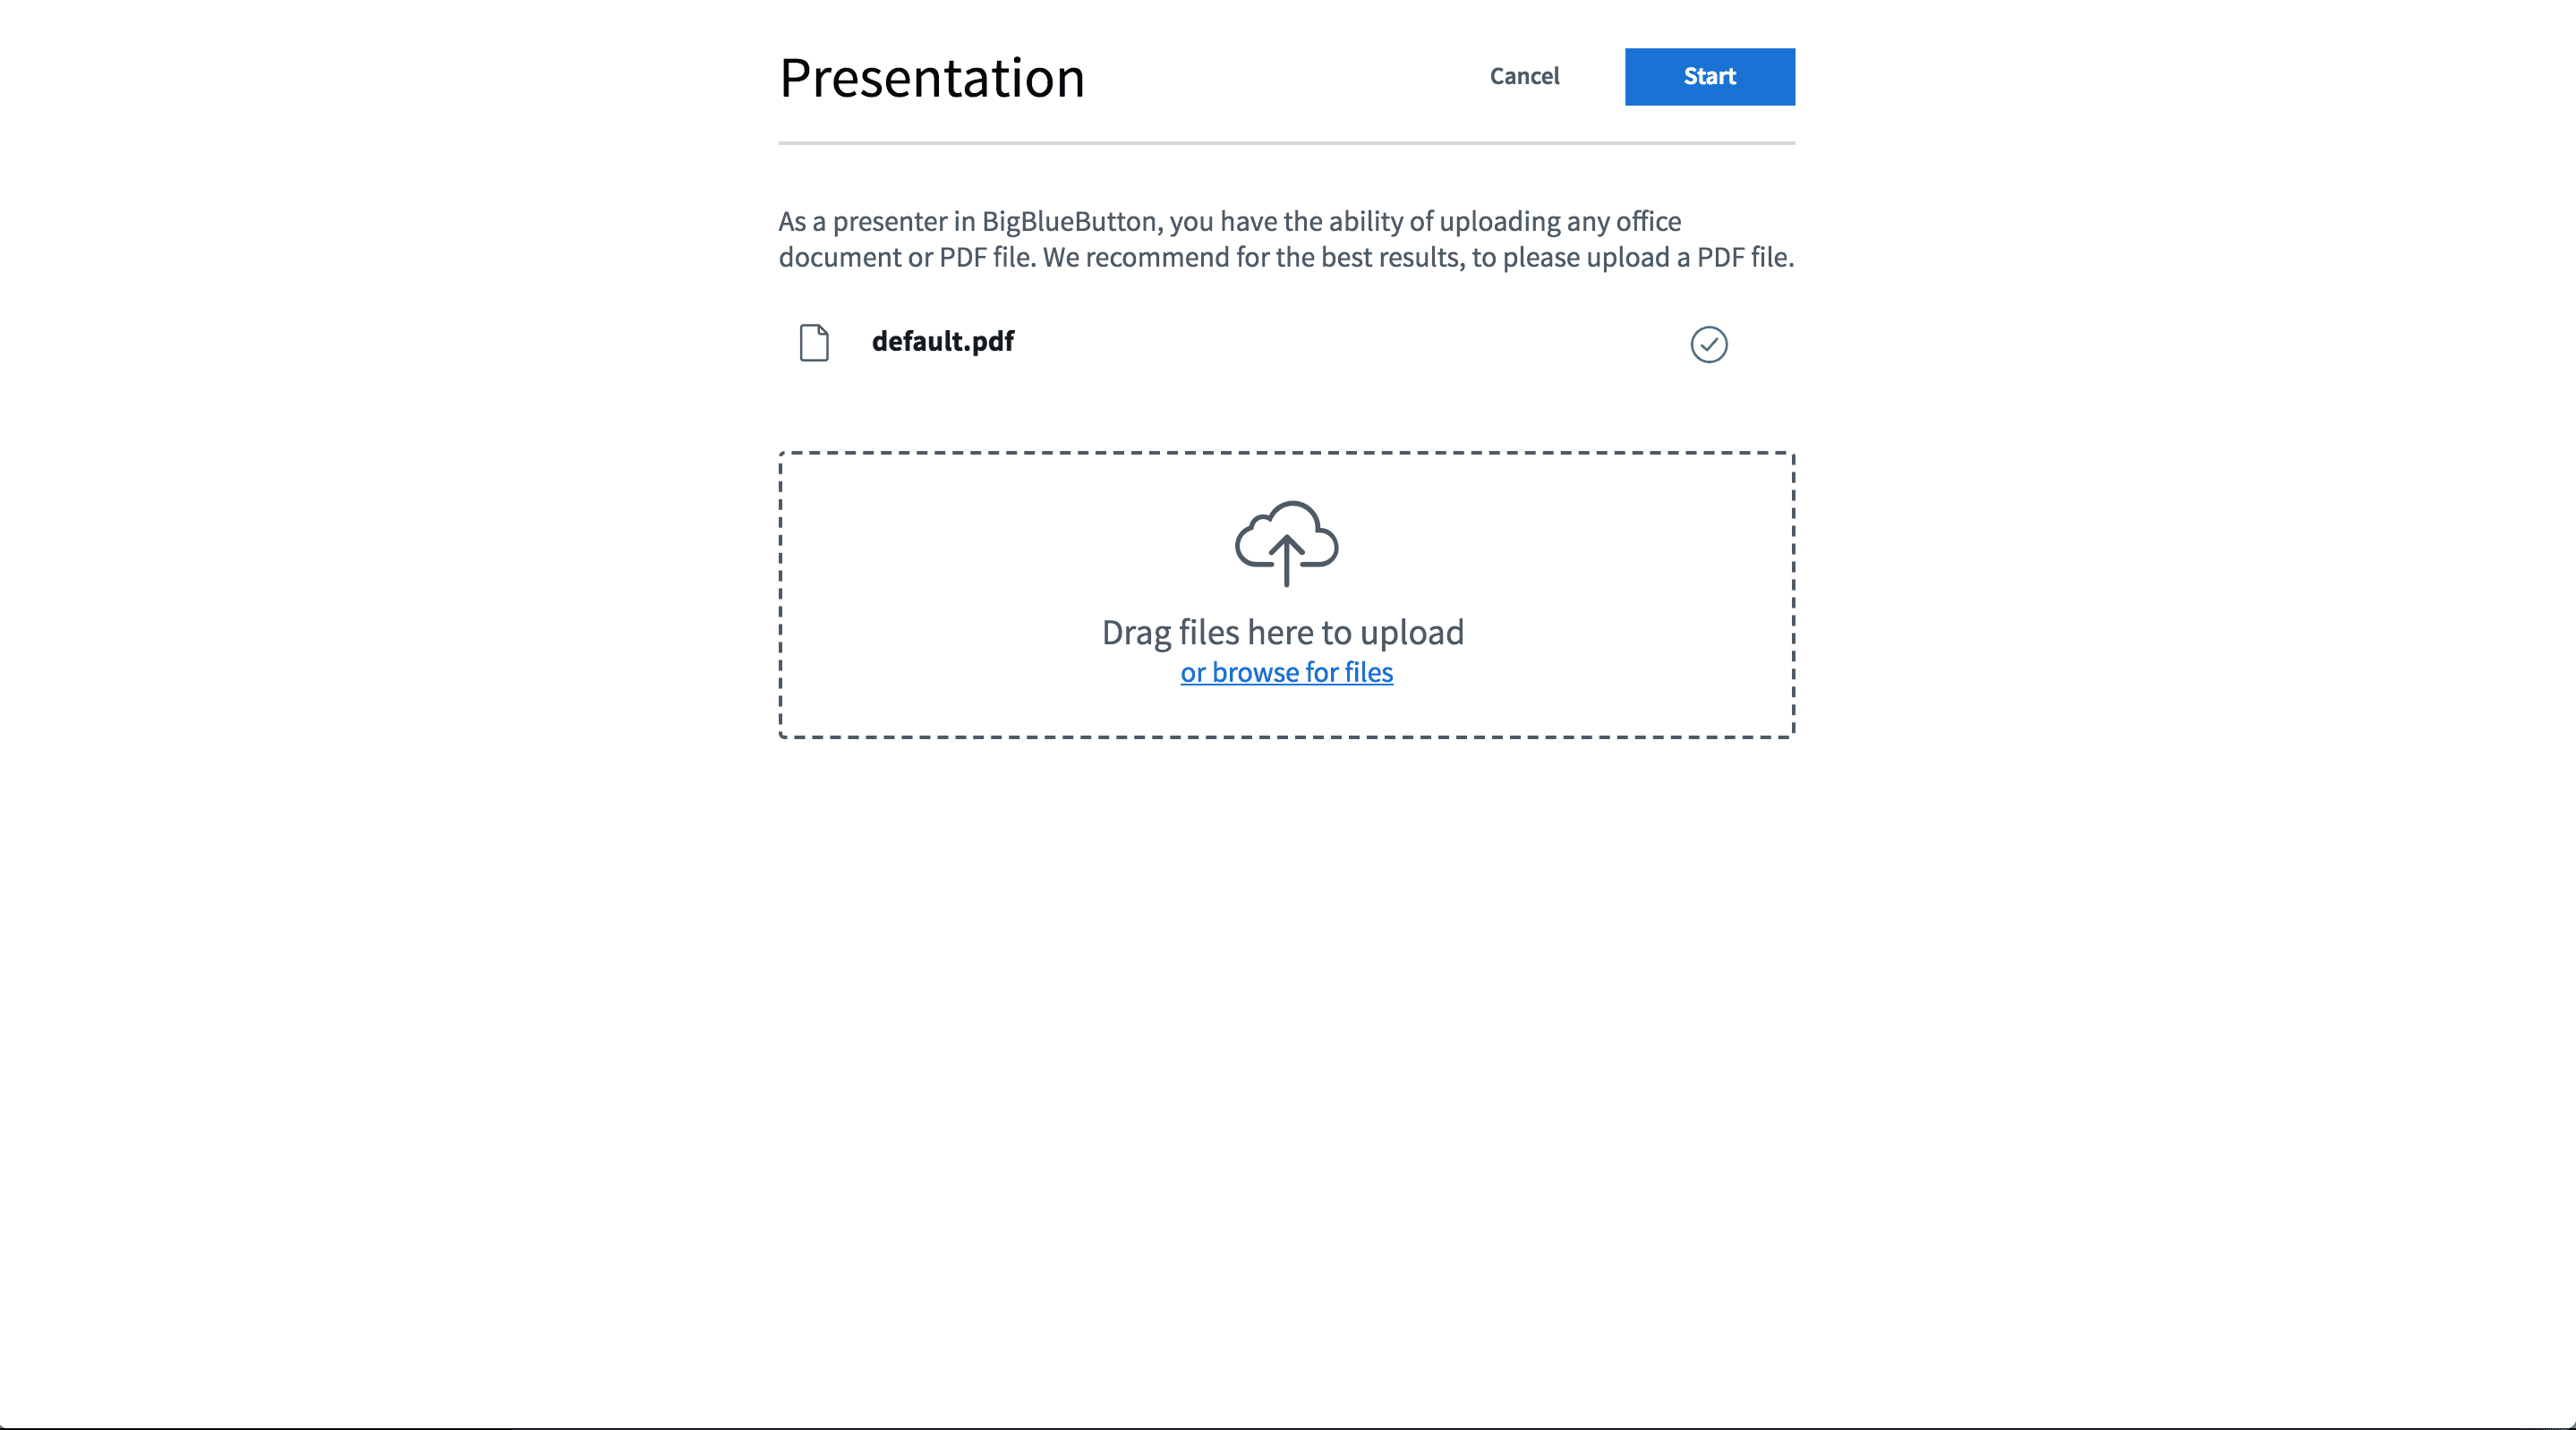 Presentation
Cancel
Start
As a presenter in BigBlueButton, you have the ability of uploading any office
document or PDF file. We recommend for the best results, to please upload a PDF file.
default.pdf
Drag files here to upload
or browse for files